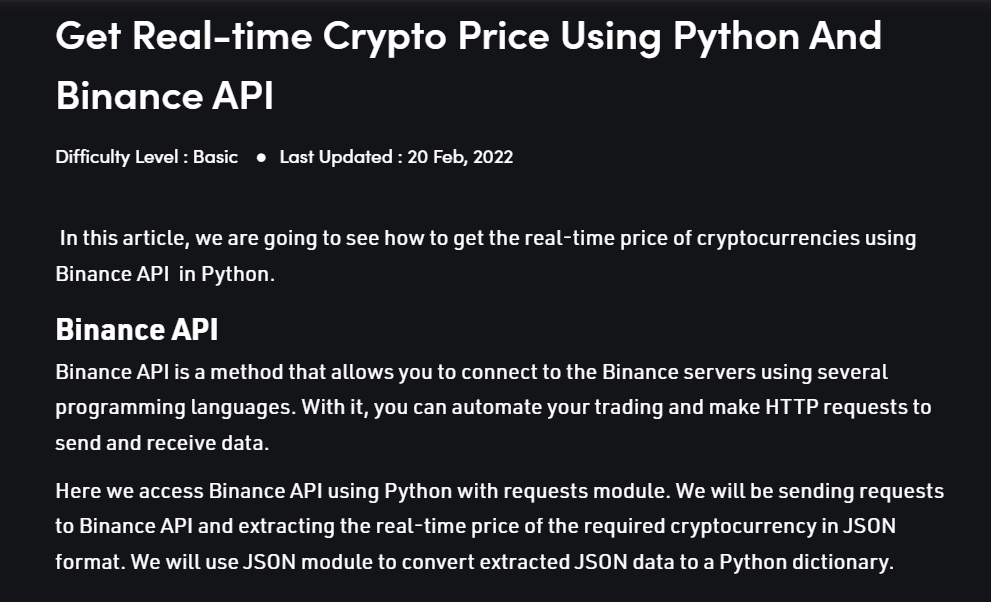 Get Real-time Crypto Price Using Python And
Binance API
Difficulty Level : Basic ● Last Updated : 20 Feb, 2022
In this article, we are going to see how to get the real-time price of cryptocurrencies using
Binance API  in Python.
Binance API
Binance API is a method that allows you to connect to the Binance servers using several
programming languages. With it, you can automate your trading and make HTTP requests to
send and receive data.
Here we access Binance API using Python with requests module. We will be sending requests
to Binance API and extracting the real-time price of the required cryptocurrency in JSON
format. We will use JSON module to convert extracted JSON data to a Python dictionary.